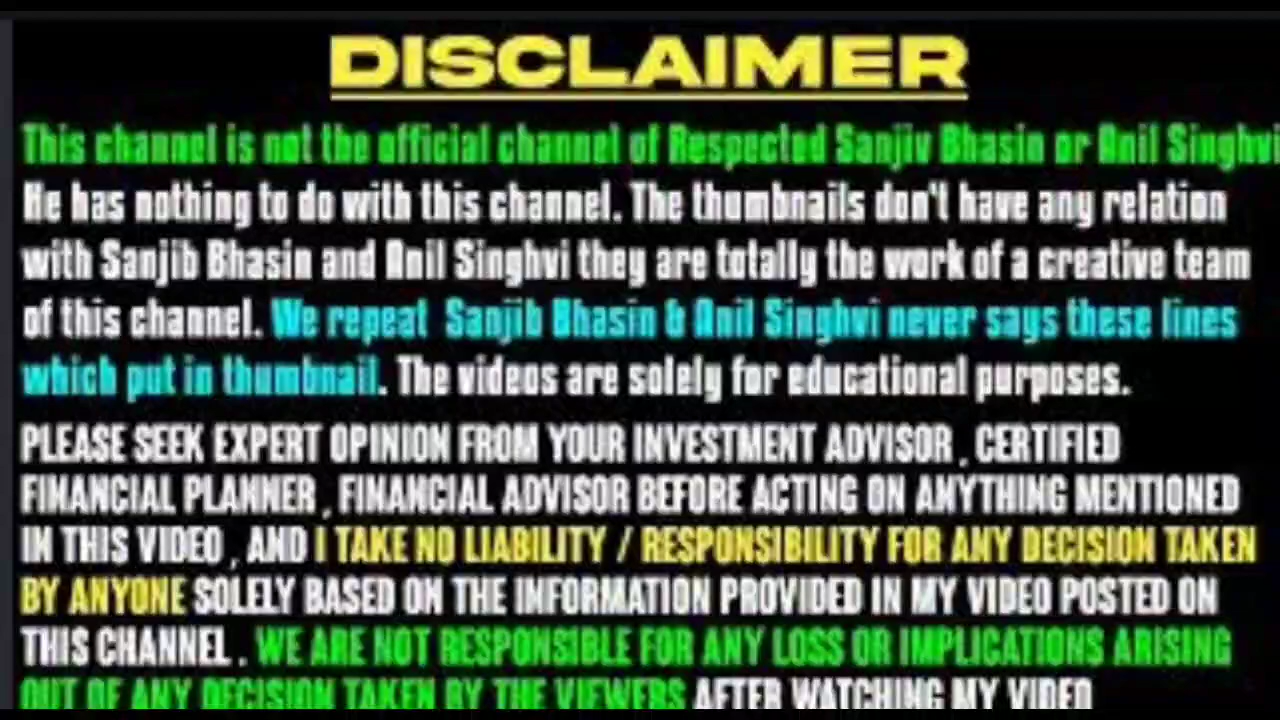 DISCLAIMER
This channel is not the official channel of Respected Sanjiv Bhasin or Anil Singhvi
He has nothing to do with this channel. The thumbnails don't have any relation
with Sanjib Bhasin and Anil Singhvi they are totally the work of a creative team
of this channel. We repeat Sanjib Bhasin & Anil Singhvi never says these lines
which put in thumbnail. The videos are solely for educational purposes.
PLEASE SEEK EXPERT OPINION FROM YOUR INVESTMENT ADVISOR , CERTIFIED
FINANCIAL PLANNER , FINANCIAL ADVISOR BEFORE ACTING ON ANYTHING MENTIONED
IN THIS VIDEO , AND I TAKE NO LIABILITY / RESPONSIBILITY FOR ANY DECISION TAKEN
BY ANYONE SOLELY BASED ON THE INFORMATION PROVIDED IN MY VIDEO POSTED ON
THIS CHANNEL . WE ARE NOT RESPONSIBLE FOR ANY LOSS OR IMPLICATIONS ARISING
OUT OF ANY DECISION TAKEN BY THE VIEWERS AFTER WATCHING MY VIDEO